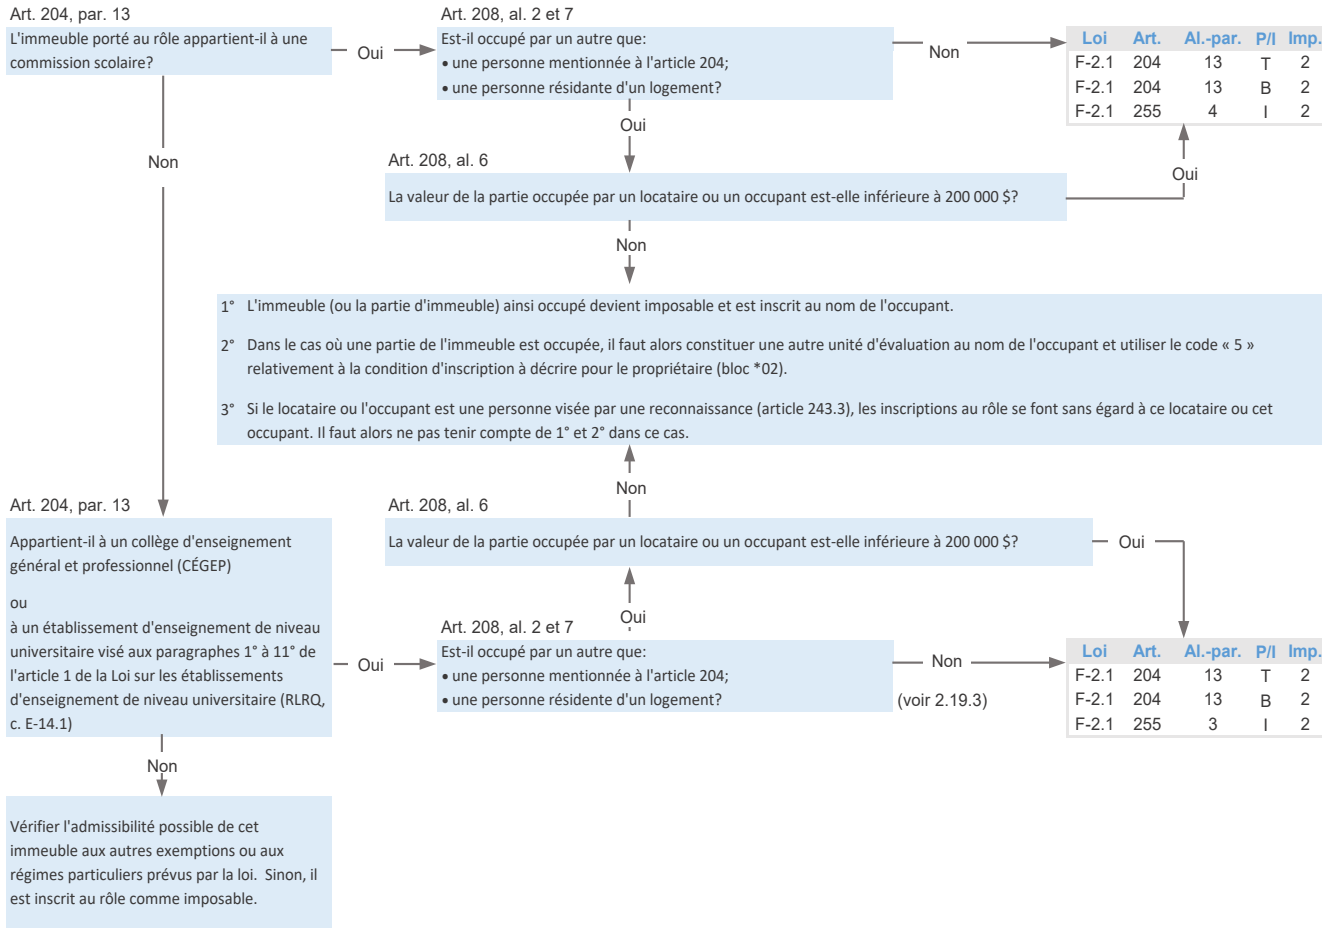 Art. 204, par. 13
L'immeuble porté au rôle appartient-il à une
commission scolaire?
Oui
Art. 208, al. 2 et 7
Est-il occupé par un autre que:
• une personne mentionnée à l'article 204;
• une personne résidante d'un logement?
Non
Loi Art. Al.-par. P/I Imp.
F-2.1 204 13 T 2
F-2.1 204 13 B 2
F-2.1 255 4 I 2
Oui
Non
Art. 208, al. 6
La valeur de la partie occupée par un locataire ou un occupant est-elle inférieure à 200 000 $?
Oui
Non
1° L'immeuble (ou la partie d'immeuble) ainsi occupé devient imposable et est inscrit au nom de l'occupant.
2° Dans le cas où une partie de l'immeuble est occupée, il faut alors constituer une autre unité d'évaluation au nom de l'occupant et utiliser le code « 5 »
relativement à la condition d'inscription à décrire pour le propriétaire (bloc *02).
3° Si le locataire ou l'occupant est une personne visée par une reconnaissance (article 243.3), les inscriptions au rôle se font sans égard à ce locataire ou cet
occupant. Il faut alors ne pas tenir compte de 1° et 2° dans ce cas.
Non
Art. 204, par. 13
Appartient-il à un collège d'enseignement
général et professionnel (CÉGEP)
ou
à un établissement d'enseignement de niveau
universitaire visé aux paragraphes 1° à 11° de
l'article 1 de la Loi sur les établissements
d'enseignement de niveau universitaire (RLRQ,
c. E-14.1)
Art. 208, al. 6
La valeur de la partie occupée par un locataire ou un occupant est-elle inférieure à 200 000 $?
Oui
Oui
Oui
Art. 208, al. 2 et 7
Est-il occupé par un autre que:
• une personne mentionnée à l'article 204;
• une personne résidente d'un logement?
Non
(voir 2.19.3)
Loi Art. Al.-par. P/I Imp.
F-2.1 204 13 T 2
F-2.1 204 13 B 2
F-2.1 255 3 I 2
Non
Vérifier l'admissibilité possible de cet
immeuble aux autres exemptions ou aux
régimes particuliers prévus par la loi. Sinon, il
est inscrit au rôle comme imposable.